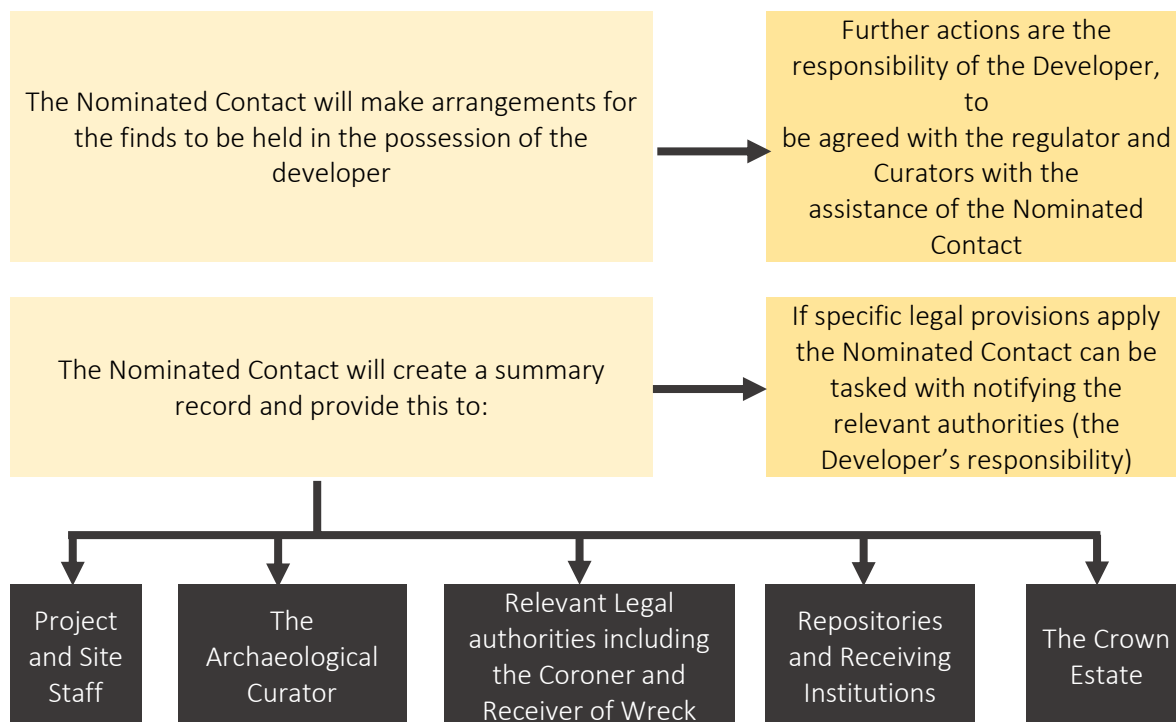 The Nominated Contact will make arrangements for
the finds to be held in the possession of the
developer
Further actions are the
responsibility of the Developer,
to
be agreed with the regulator and
Curators with the
assistance of the Nominated
Contact
The Nominated Contact will create a summary
record and provide this to:
If specific legal provisions apply
the Nominated Contact can be
tasked with notifying the
relevant authorities (the
Developer’s responsibility)
Project
and Site
Staff
The
Archaeological
Curator
Relevant Legal
authorities including
the Coroner and
Receiver of Wreck
Repositories
and Receiving
Institutions
The Crown
Estate